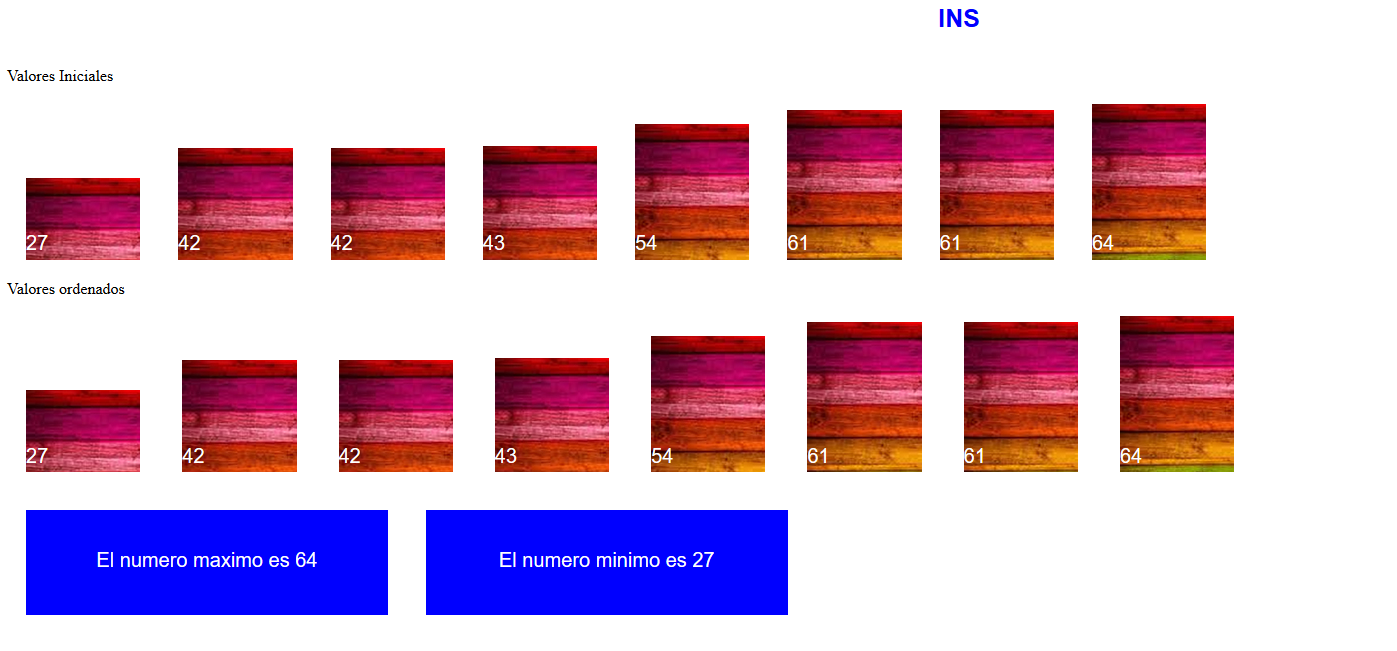 INS
Valores Iniciales
27 42 42 43 54 61 61 64
Valores ordenados
27 42 42 43 54 61 61 64
El numero maximo es 64 El numero minimo es 27